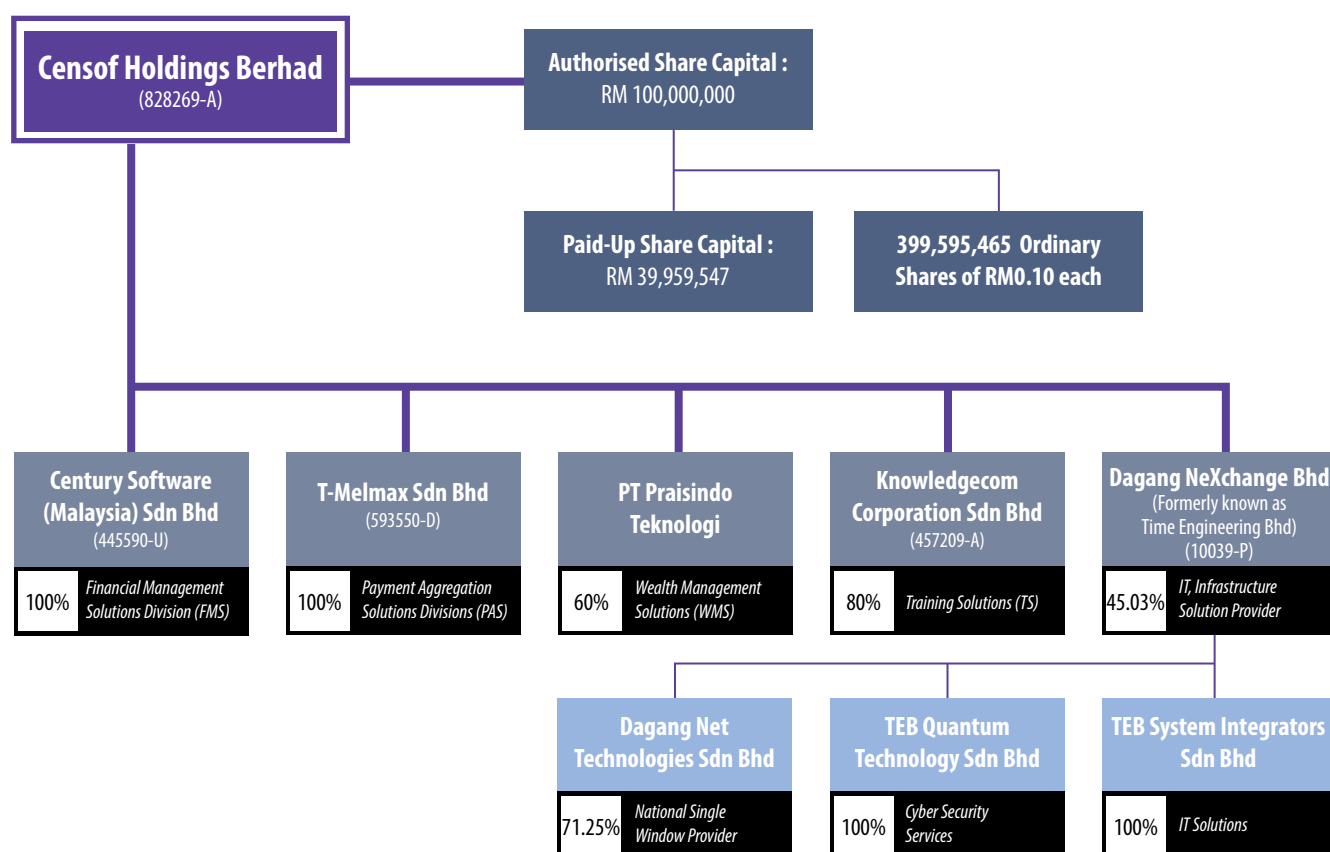 Censof Holdings Berhad
(828269-A)
Authorised Share Capital :
RM 100,000,000
Paid-Up Share Capital :
RM 39,959,547
399,595,465 Ordinary
Shares of RM0.10 each
Century Software
(Malaysia) Sdn Bhd
(445590-U)
100%
Financial Management
Solutions Division (FMS)
T-Melmax Sdn Bhd
(593550-D)
100%
Payment Aggregation
Solutions Divisions (PAS)
PT Praisindo
Teknologi
60%
Wealth Management
Solutions (WMS)
Knowledgecom
Corporation Sdn Bhd
(457209-A)
80%
Training Solutions (TS)
Dagang NeXchange Bhd
(Formerly known as
Time Engineering Bhd)
(10039-P)
45.03%
IT, Infrastructure
Solution Provider
Dagang Net
Technologies Sdn Bhd
71.25%
National Single
Window Provider
TEB Quantum
Technology Sdn Bhd
100%
Cyber Security
Services
TEB System Integrators
Sdn Bhd
100%
IT Solutions